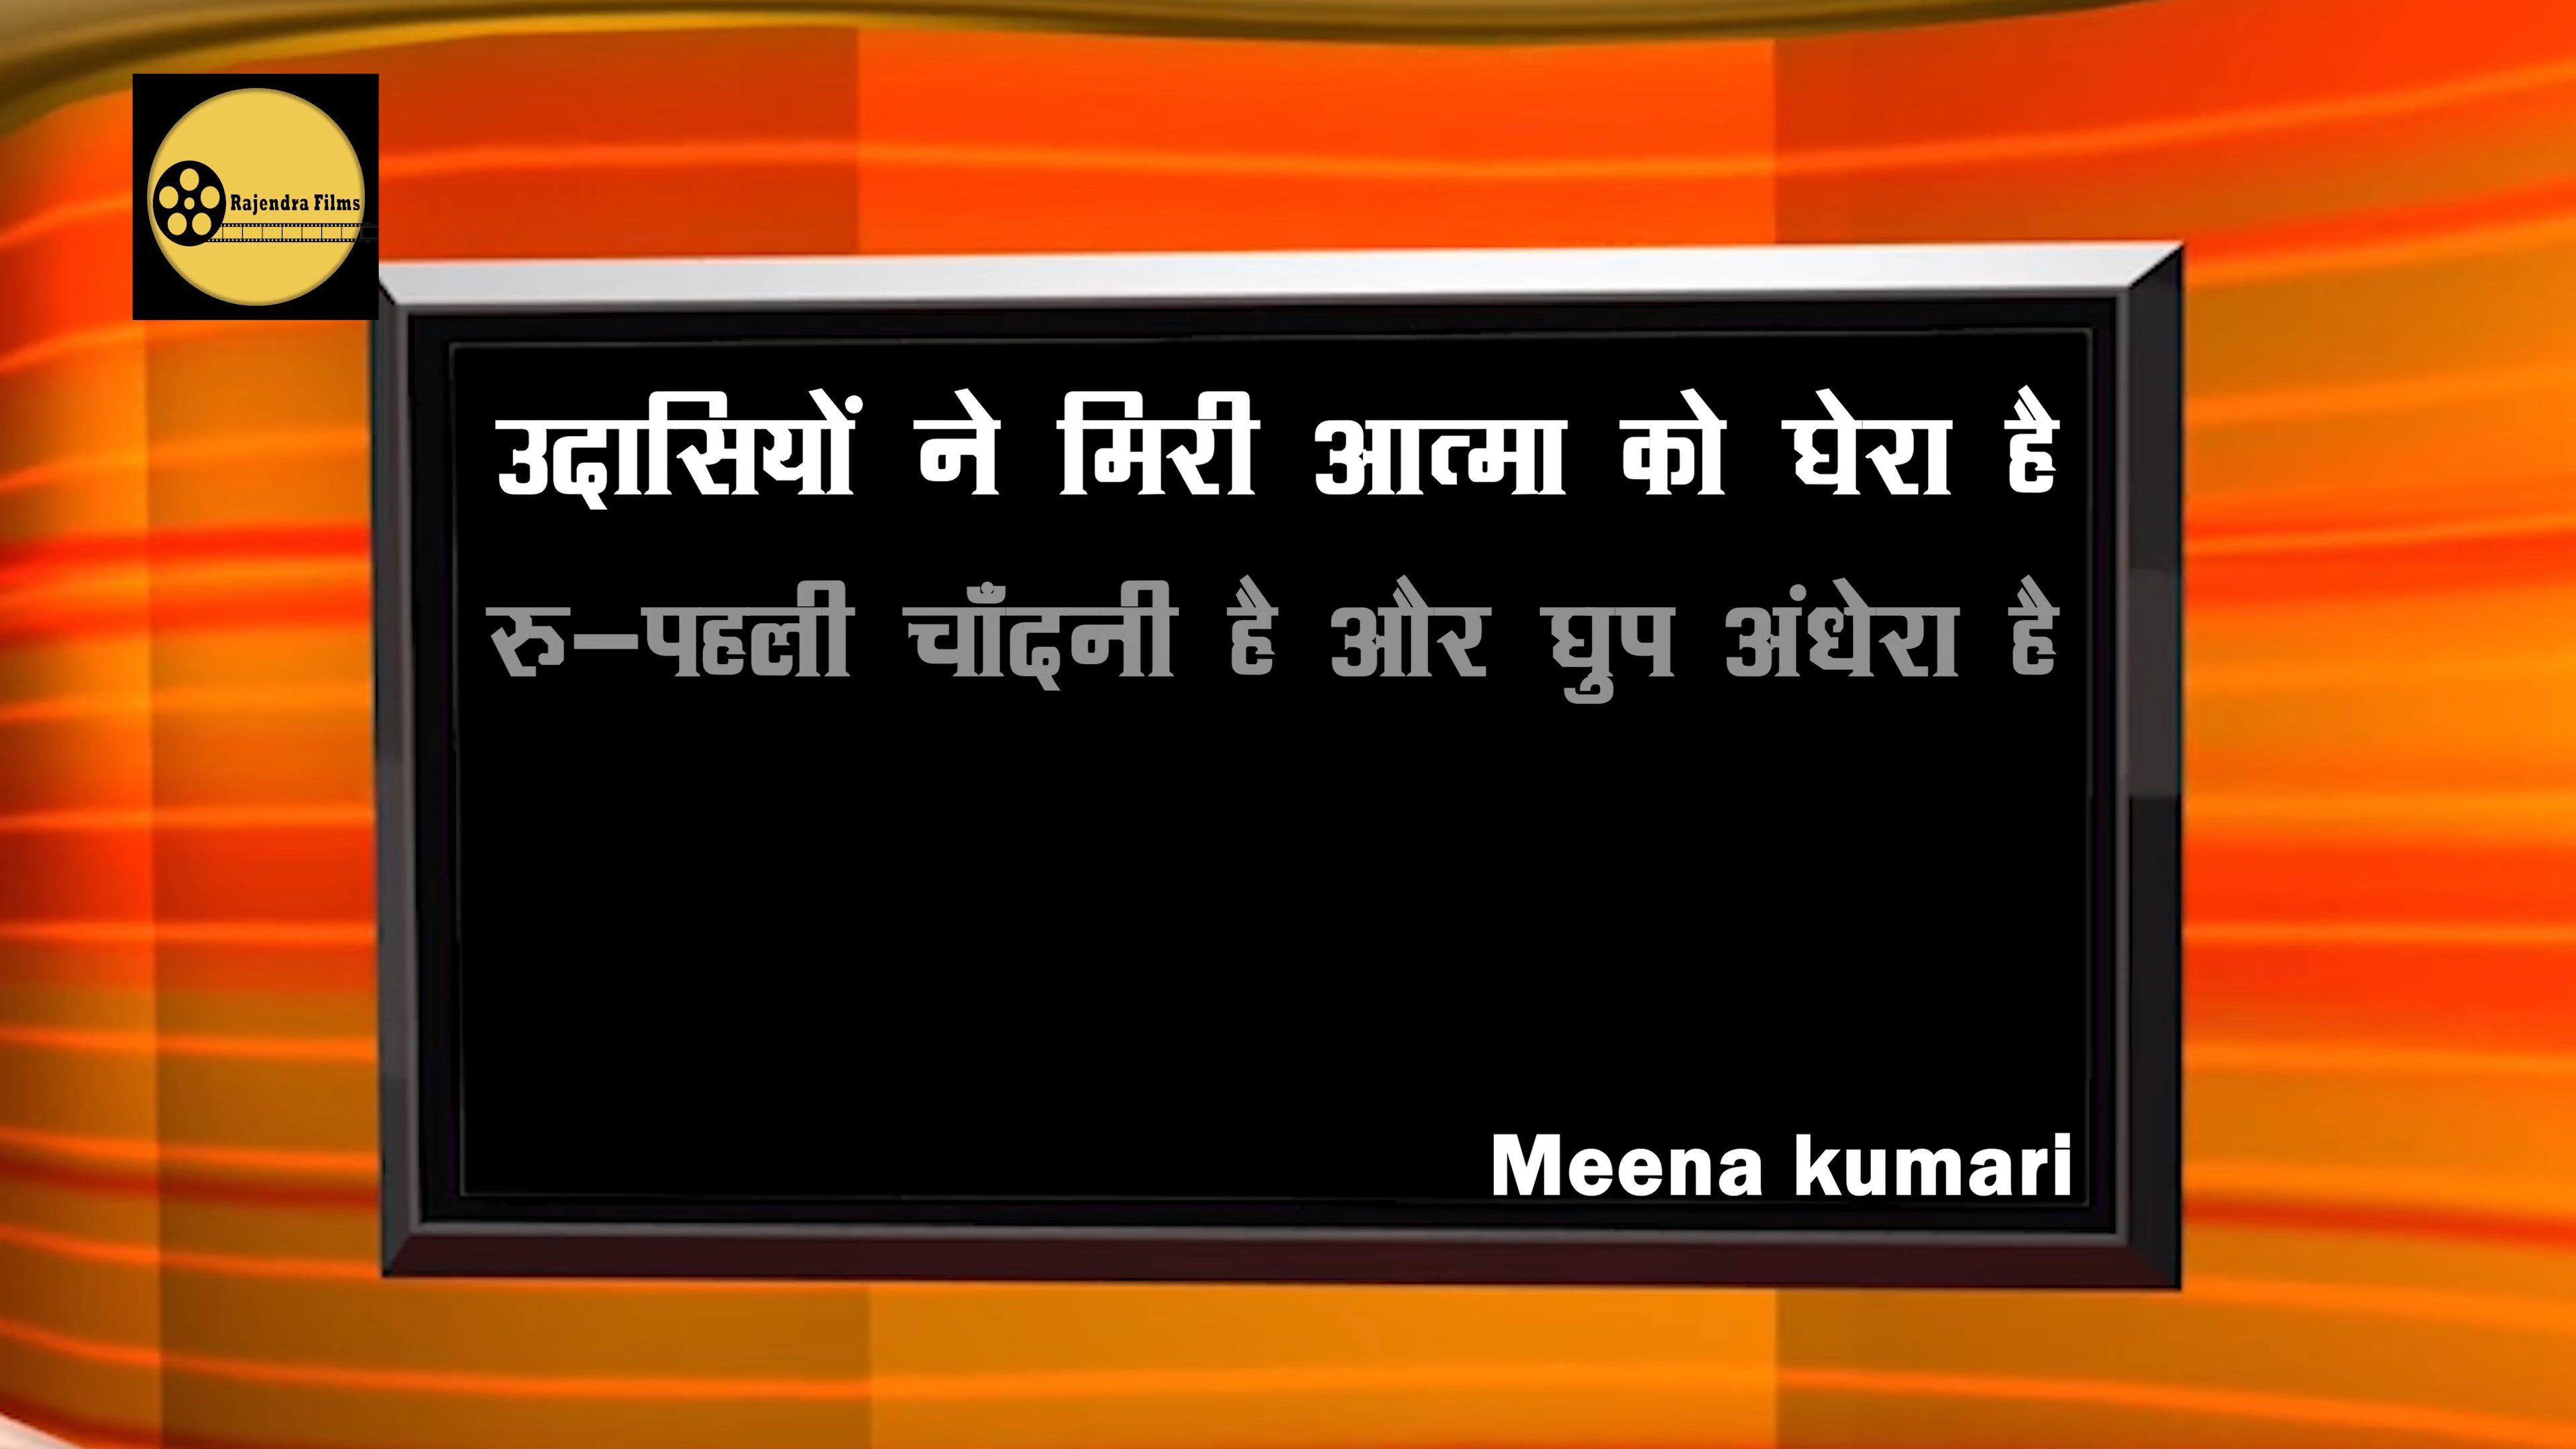 Rajendra Films
उदासियों ने मिरी आत्मा को घेरा है
रु-पहली चाँदनी है और घुप अंधेरा है
Meena kumari